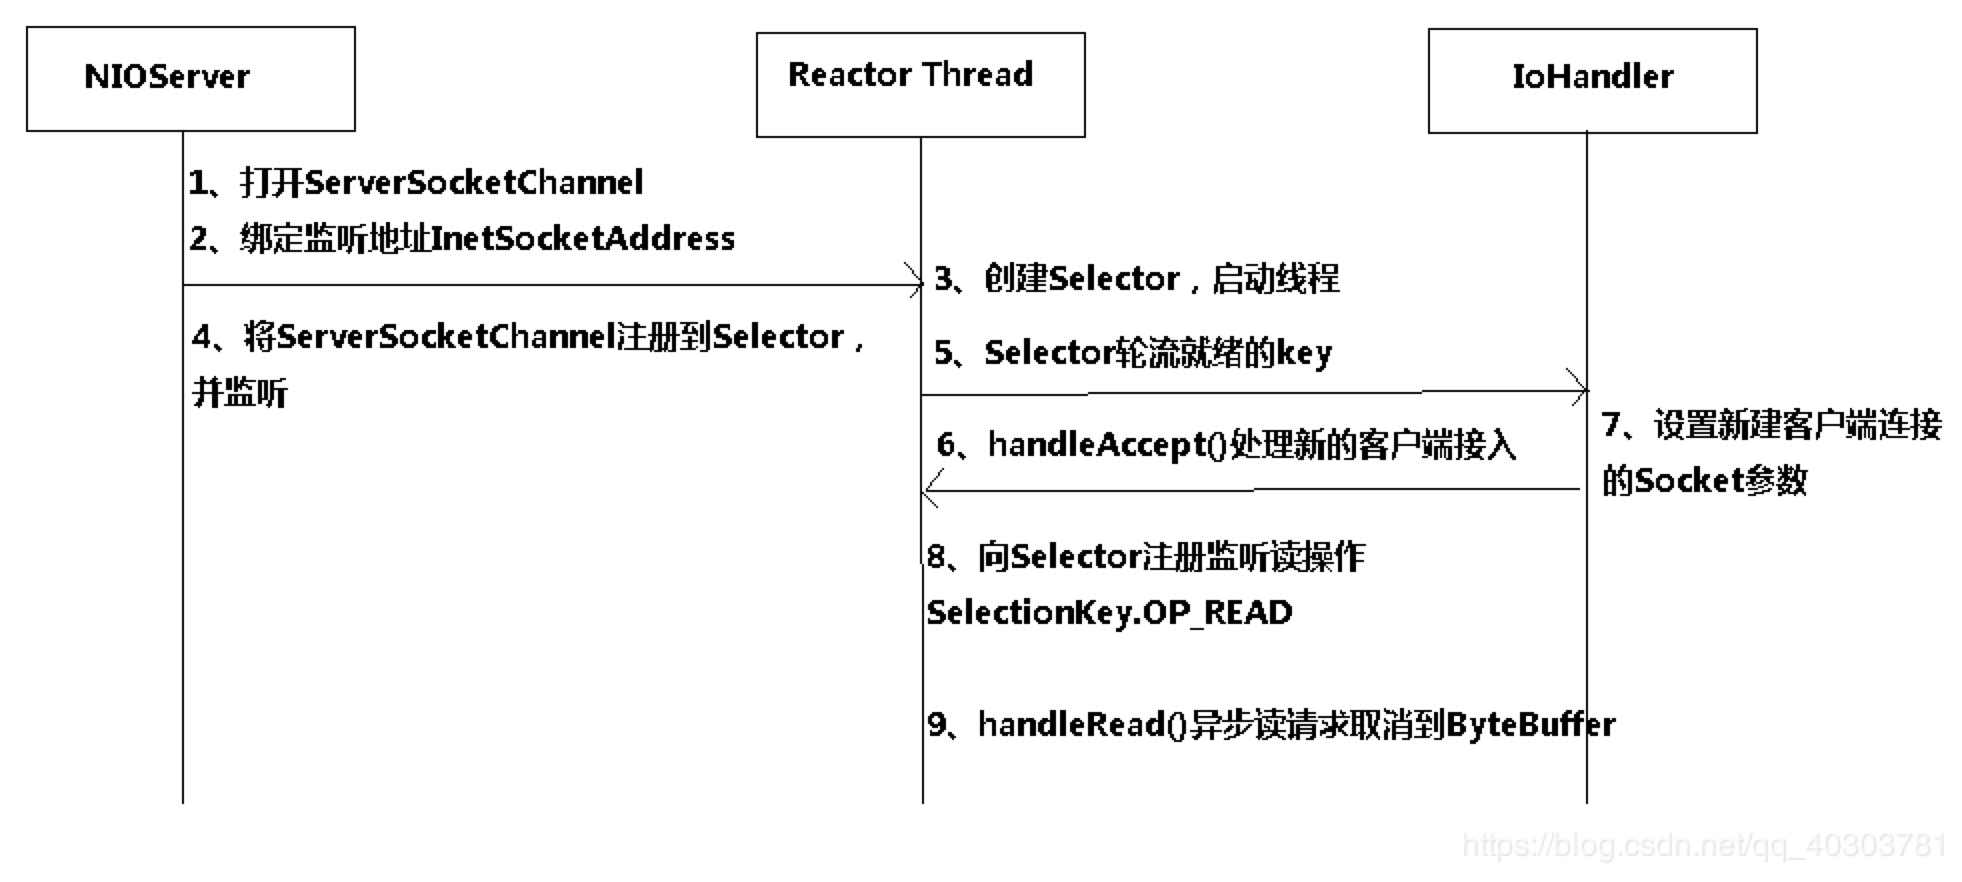 NIOServer
Reactor Thread
IoHandler
1、打开ServerSocketChannel
2、绑定监听地址InetSocketAddress
3、创建Selector，启动线程
4、将ServerSocketChannel注册到Selector，
并监听
5、Selector轮流就绪的key
6、handleAccept()处理新的客户端接入
7、设置新建客户端连接
的Socket参数
8、向Selector注册监听读操作
SelectionKey.OP_READ
9、handleRead()异步读请求取消到ByteBuffer
https://blog.csdn.net/qq_40303781